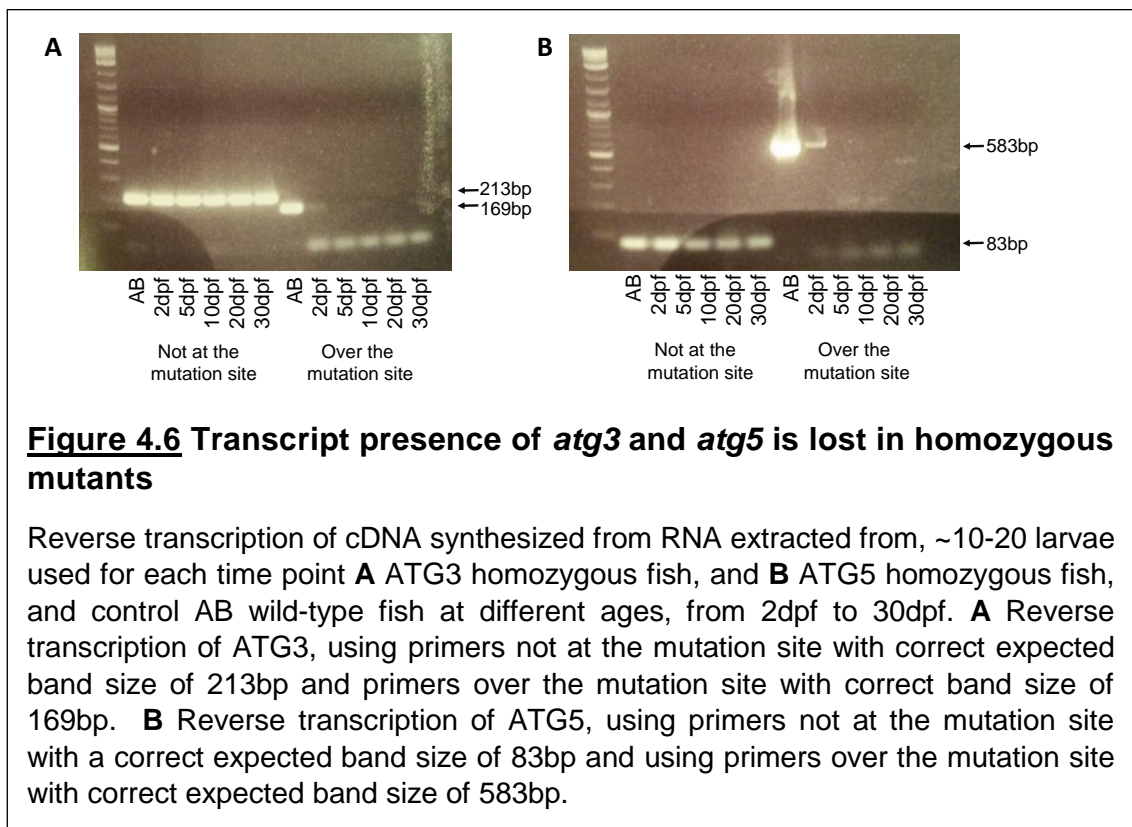 A
B
213bp
169bp
583bp
83bp
AB
2dpf
5dpf
10dpf
20dpf
30dpf
AB
2dpf
5dpf
10dpf
20dpf
30dpf
Not at the
mutation site
Over the
mutation site
AB
2dpf
5dpf
10dpf
20dpf
30dpf
AB
2dpf
5dpf
10dpf
20dpf
30dpf
Not at the
mutation site
Over the
mutation site
Figure 4.6 Transcript presence of atg3 and atg5 is lost in homozygous
mutants
Reverse transcription of cDNA synthesized from RNA extracted from, ~10-20 larvae
used for each time point A ATG3 homozygous fish, and B ATG5 homozygous fish,
and control AB wild-type fish at different ages, from 2dpf to 30dpf. A Reverse
transcription of ATG3, using primers not at the mutation site with correct expected
band size of 213bp and primers over the mutation site with correct band size of
169bp. B Reverse transcription of ATG5, using primers not at the mutation site
with a correct expected band size of 83bp and using primers over the mutation site
with correct expected band size of 583bp.